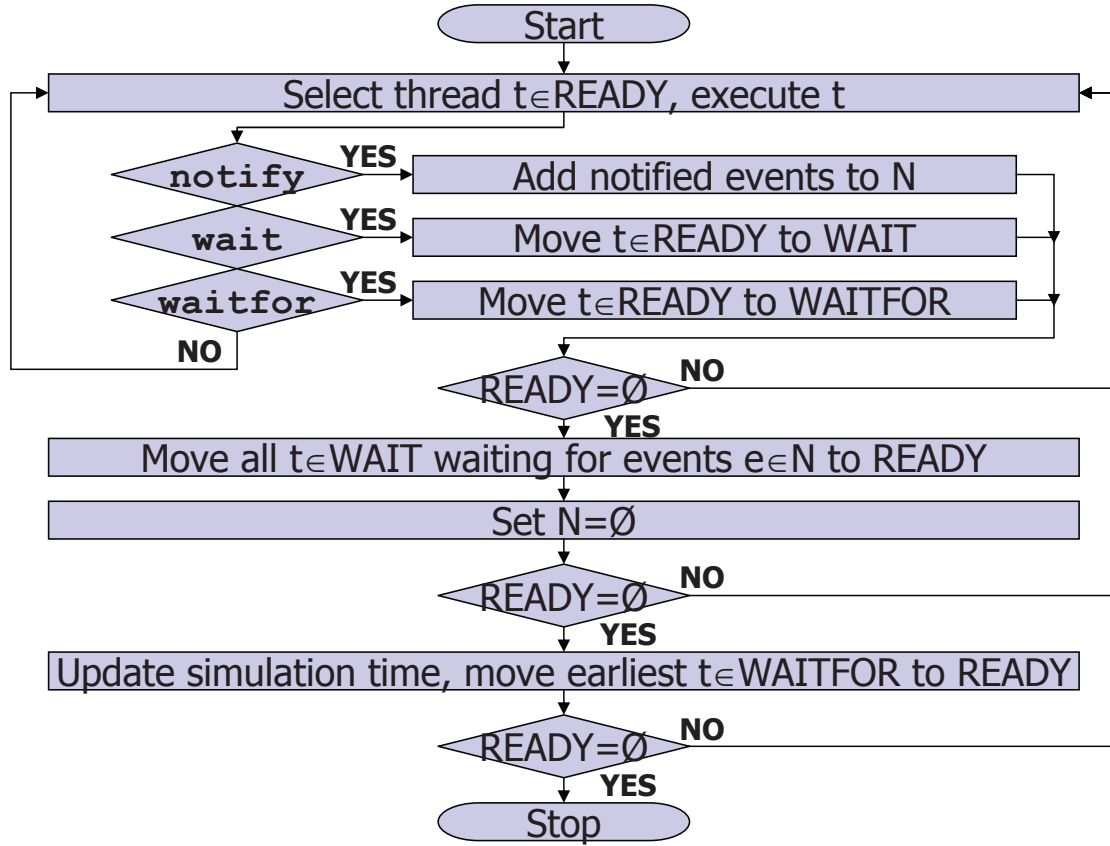 Start
Select thread t∈READY, execute t
notify
YES
Add notified events to N
wait
YES
Move t∈READY to WAIT
waitfor
YES
Move t∈READY to WAITFOR
NO
READY=Ø
NO
YES
Move all t∈WAIT waiting for events e∈N to READY
Set N=Ø
READY=Ø
NO
YES
Update simulation time, move earliest t∈WAITFOR to READY
READY=Ø
NO
YES
Stop